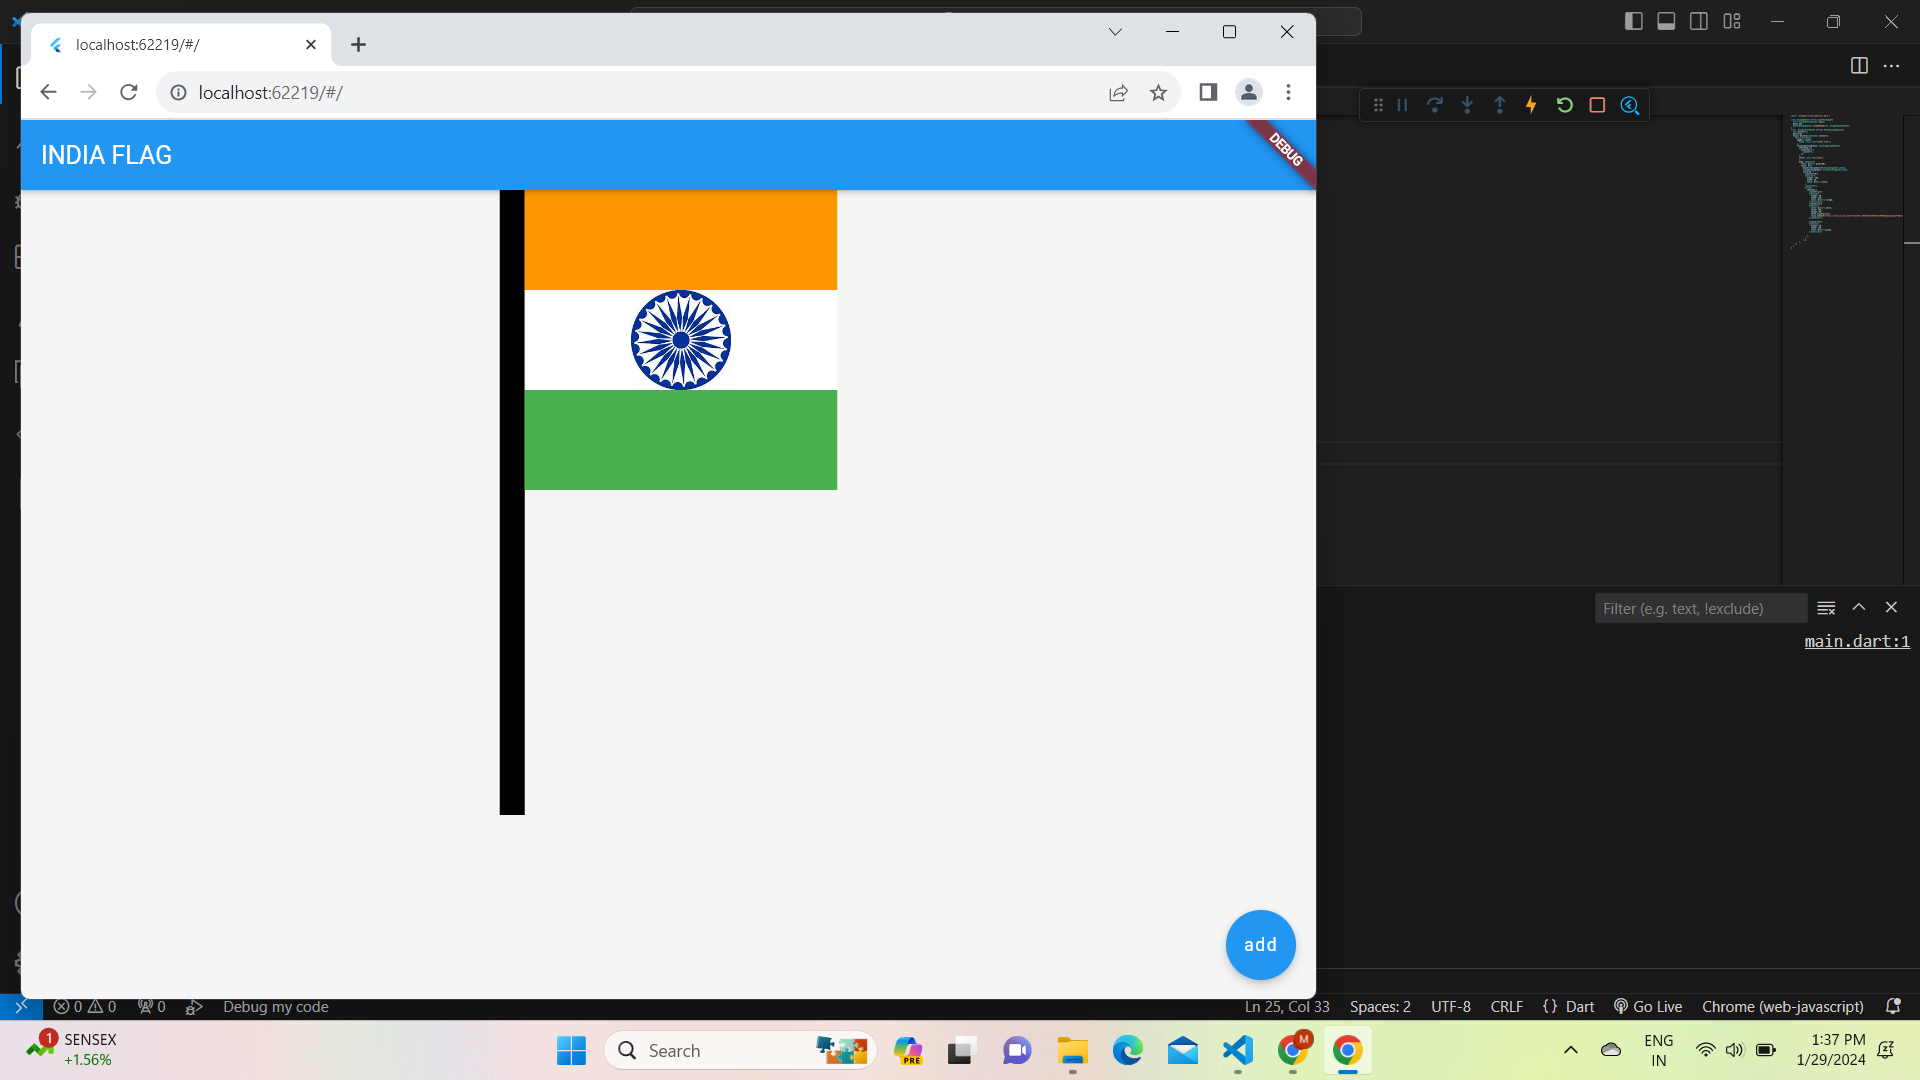 localhost:62219/#/
localhost:62219/#/
INDIA FLAG
DEBUG
Filter (e.g. text, !exclude)
main.dart:1
add
0 0 0 Debug my code
Ln 25, Col 33 Spaces: 2 UTF-8 CRLF {} Dart Go Live Chrome (web-javascript)
1
SENSEX
+1.56%
Search
PRE
M
ENG
IN
1:37 PM
1/29/2024